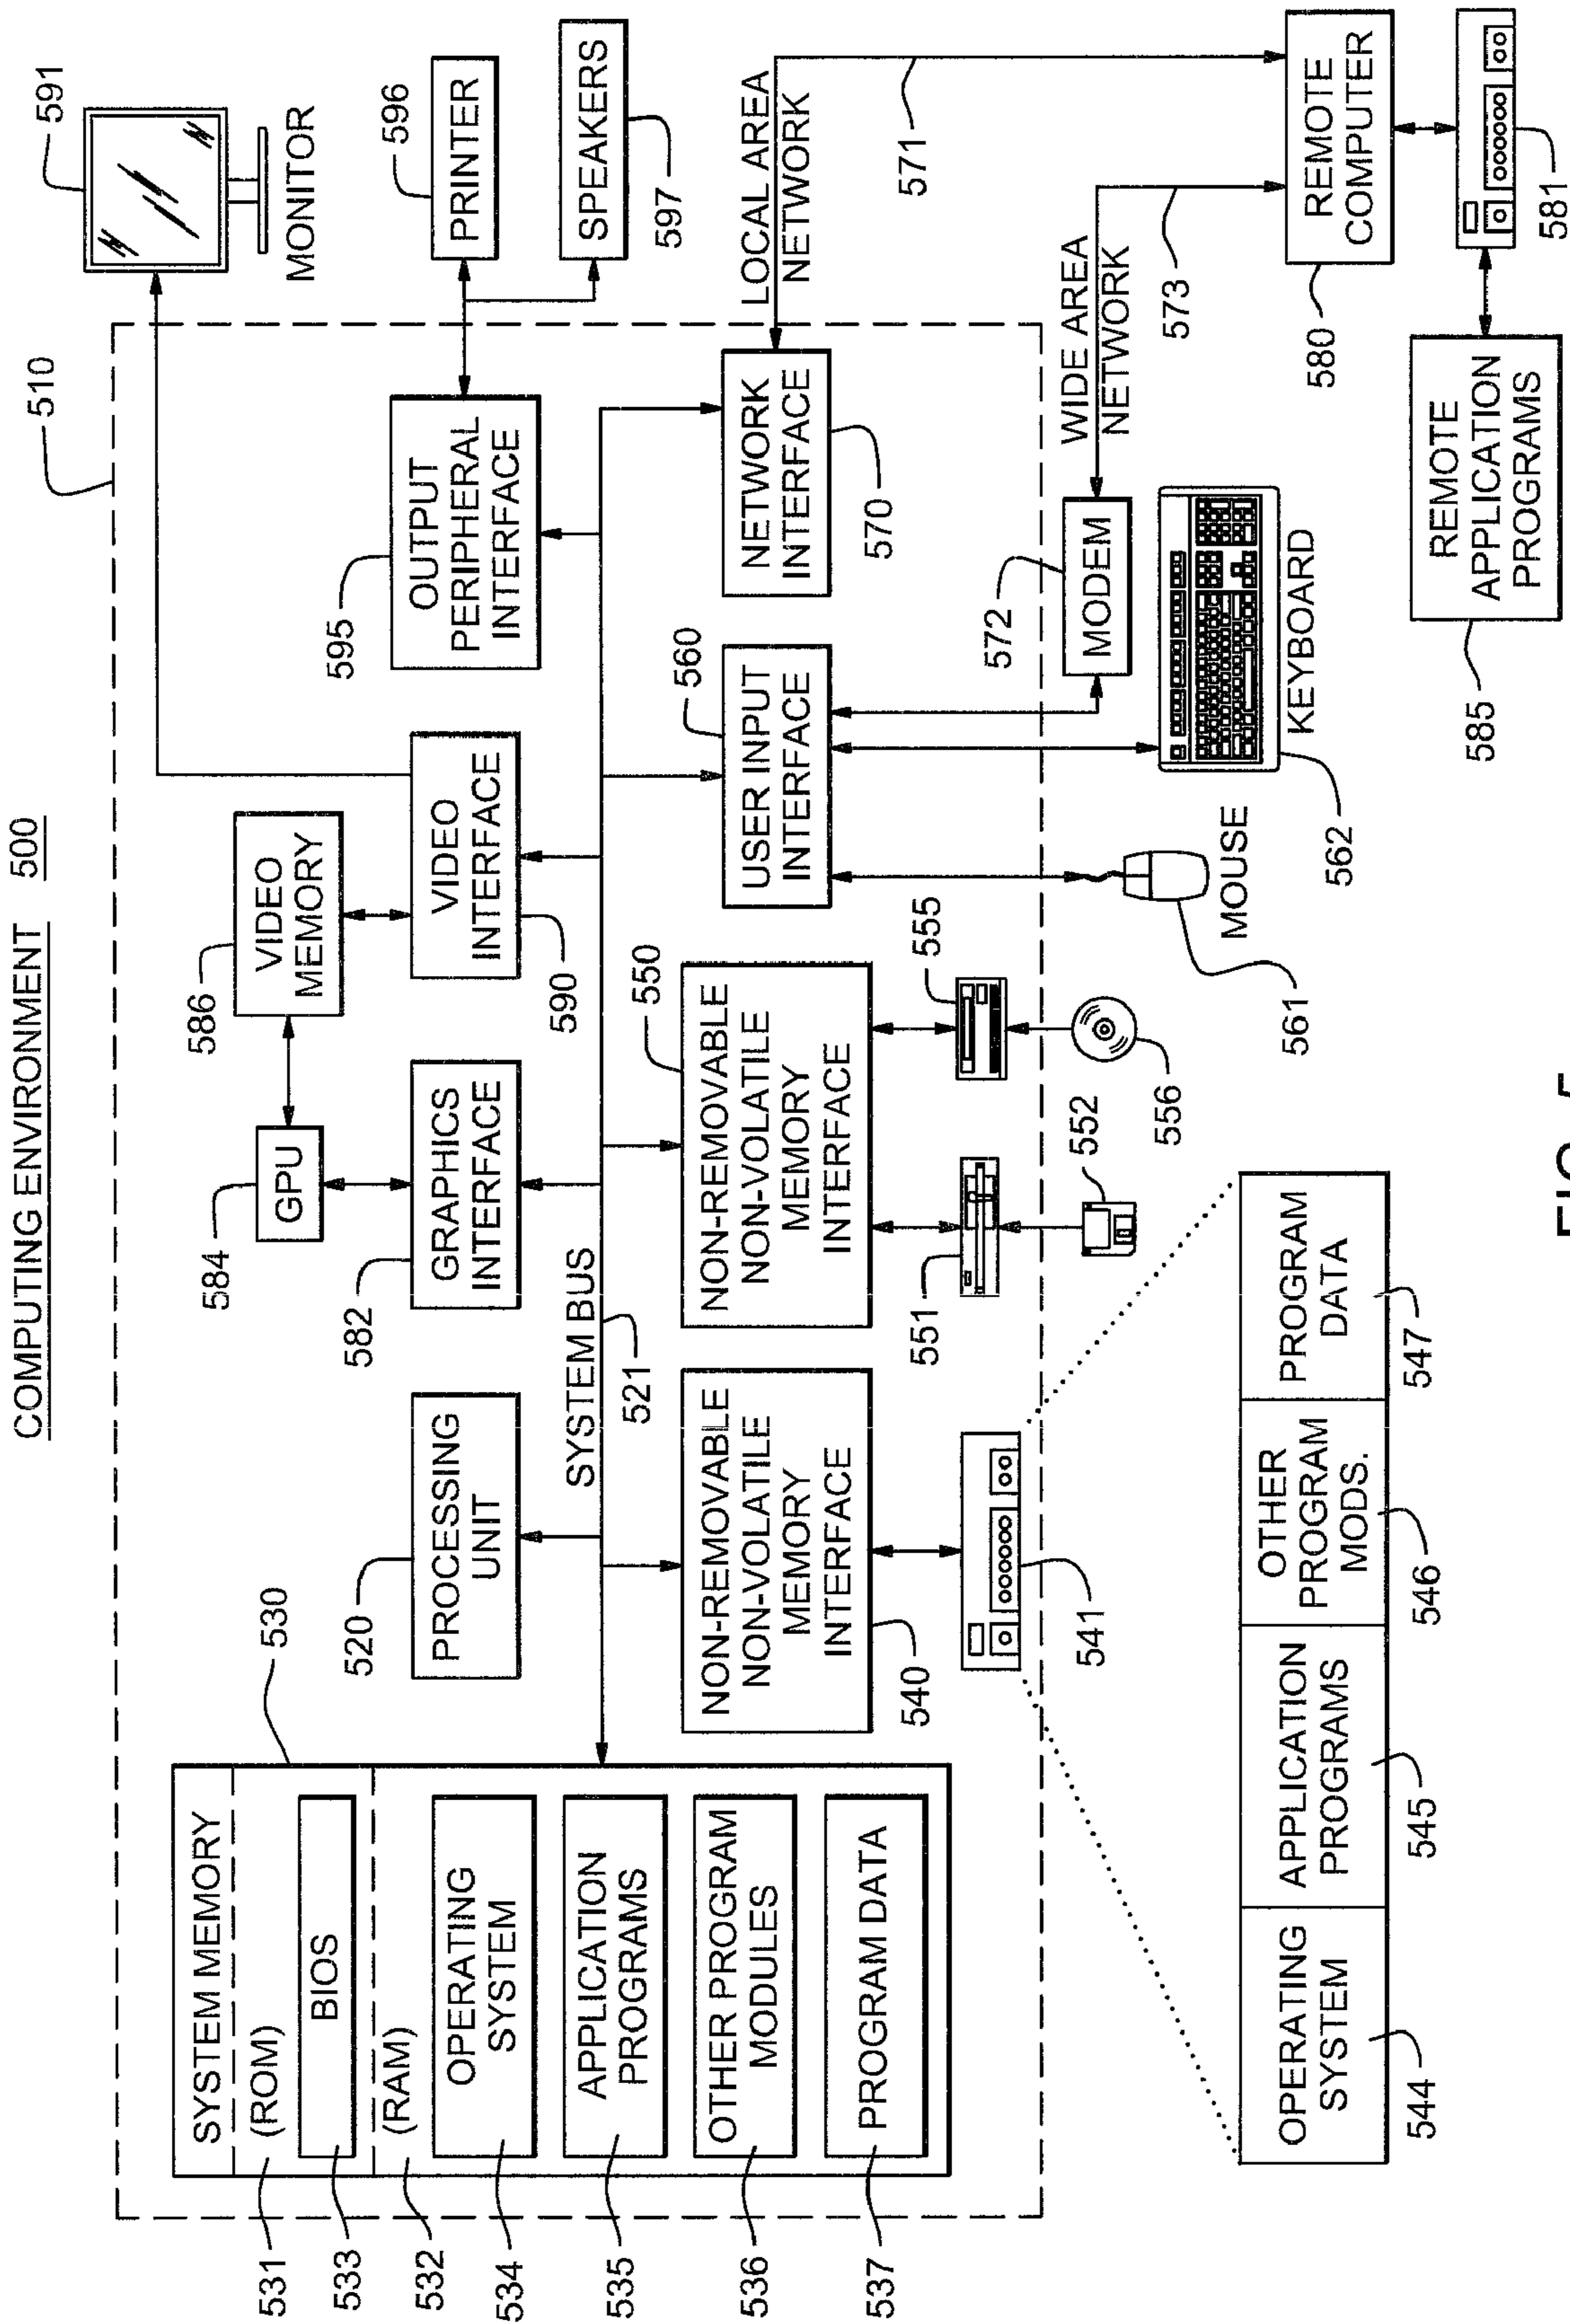 COMPUTING ENVIRONMENT 500
510
591
MONITOR
SYSTEM MEMORY
530
531
(ROM)
533
BIOS
532
(RAM)
534
OPERATING
SYSTEM
535
APPLICATION
PROGRAMS
536
OTHER PROGRAM
MODULES
537
PROGRAM DATA
520
PROCESSING
UNIT
584
GPU
586
VIDEO
MEMORY
582
GRAPHICS
INTERFACE
VIDEO
INTERFACE
590
595
OUTPUT
PERIPHERAL
INTERFACE
596
PRINTER
SPEAKERS
597
SYSTEM BUS
521
NON-REMOVABLE
NON-VOLATILE
MEMORY
INTERFACE
540
550
NON-REMOVABLE
NON-VOLATILE
MEMORY
INTERFACE
560
USER INPUT
INTERFACE
NETWORK
INTERFACE
570
LOCAL AREA
NETWORK
571
541
551
552
555
556
561
MOUSE
562
KEYBOARD
572
MODEM
WIDE AREA
NETWORK
573
580
REMOTE
COMPUTER
581
585
REMOTE
APPLICATION
PROGRAMS
OPERATING
SYSTEM
544
APPLICATION
PROGRAMS
545
OTHER
PROGRAM
MODS.
546
PROGRAM
DATA
547